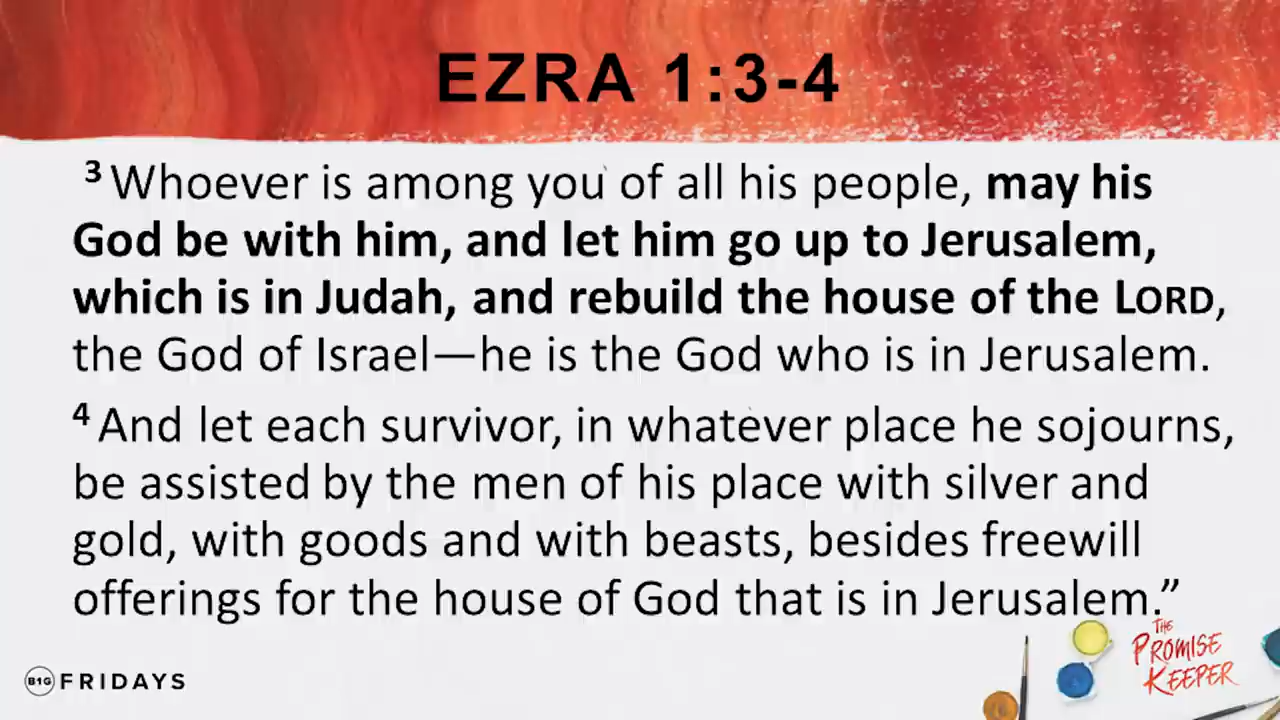 EZRA 1:3-4
3 Whoever is among you of all his people, may his
God be with him, and let him go up to Jerusalem,
which is in Judah, and rebuild the house of the LORD,
the God of Israel—he is the God who is in Jerusalem.
4 And let each survivor, in whatever place he sojourns,
be assisted by the men of his place with silver and
gold, with goods and with beasts, besides freewill
offerings for the house of God that is in Jerusalem.”
THE
PROMISE
KEEPER
B1G FRIDAYS